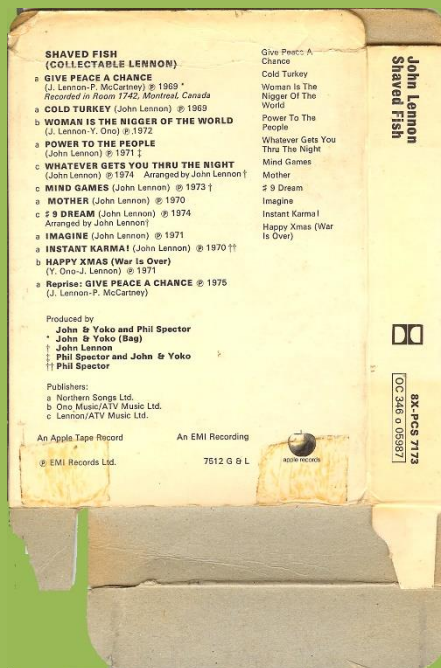 SHAVED FISH
(COLLECTABLE LENNON)
a GIVE PEACE A CHANCE
(J. Lennon-P. McCartney) ℗ 1969 *
Recorded in Room 1742, Montreal, Canada
a COLD TURKEY (John Lennon) ℗ 1969
b WOMAN IS THE NIGGER OF THE WORLD
(J. Lennon-Y. Ono) ℗ 1972
a POWER TO THE PEOPLE
(John Lennon) ℗ 1971 ‡
c WHATEVER GETS YOU THRU THE NIGHT
(John Lennon) ℗ 1974 Arranged by John Lennon †
c MIND GAMES (John Lennon) ℗ 1973 †
a MOTHER (John Lennon) ℗ 1970
c ♯ 9 DREAM (John Lennon) ℗ 1974
Arranged by John Lennon†
a IMAGINE (John Lennon) ℗ 1971
a INSTANT KARMA! (John Lennon) ℗ 1970 ††
b HAPPY XMAS (War Is Over)
(Y. Ono-J. Lennon) ℗ 1971
a Reprise: GIVE PEACE A CHANCE ℗ 1975
(J. Lennon-P. McCartney)
Produced by
John & Yoko and Phil Spector
* John & Yoko (Bag)
† John Lennon
‡ Phil Spector and John & Yoko
†† Phil Spector
Publishers:
a Northern Songs Ltd.
b Ono Music/ATV Music Ltd.
c Lennon/ATV Music Ltd.
An Apple Tape Record An EMI Recording
℗ EMI Records Ltd. 7512 G & L
apple records
Give Peace A
Chance
Cold Turkey
Woman Is The
Nigger Of The
World
Power To The
People
Whatever Gets You
Thru The Night
Mind Games
Mother
♯ 9 Dream
Imagine
Instant Karma!
Happy Xmas (War
Is Over)
John Lennon
Shaved Fish
8X-PCS 7173
OC 346 o 05987